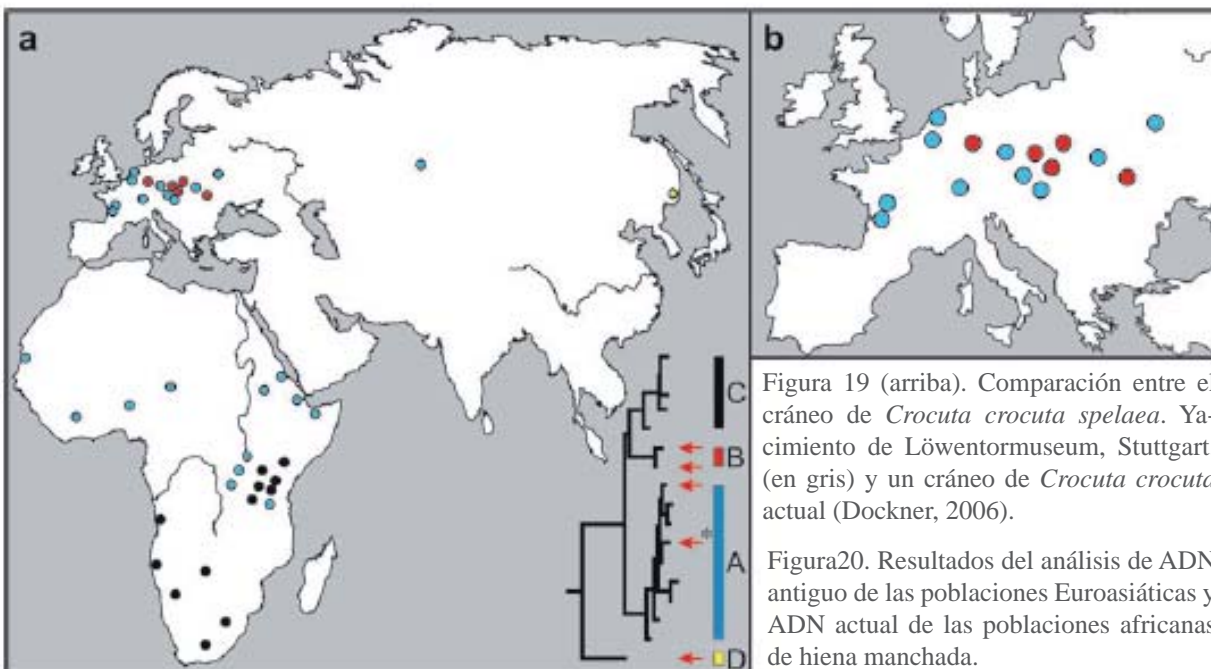 a
b
C
B
*
A
D
Figura 19 (arriba). Comparación entre el
cráneo de Crocuta crocuta spelaea. Ya-
cimiento de Löwentormuseum, Stuttgart
(en gris) y un cráneo de Crocuta crocuta
actual (Dockner, 2006).
Figura20. Resultados del análisis de ADN
antiguo de las poblaciones Euroasiáticas y
ADN actual de las poblaciones africanas
de hiena manchada.